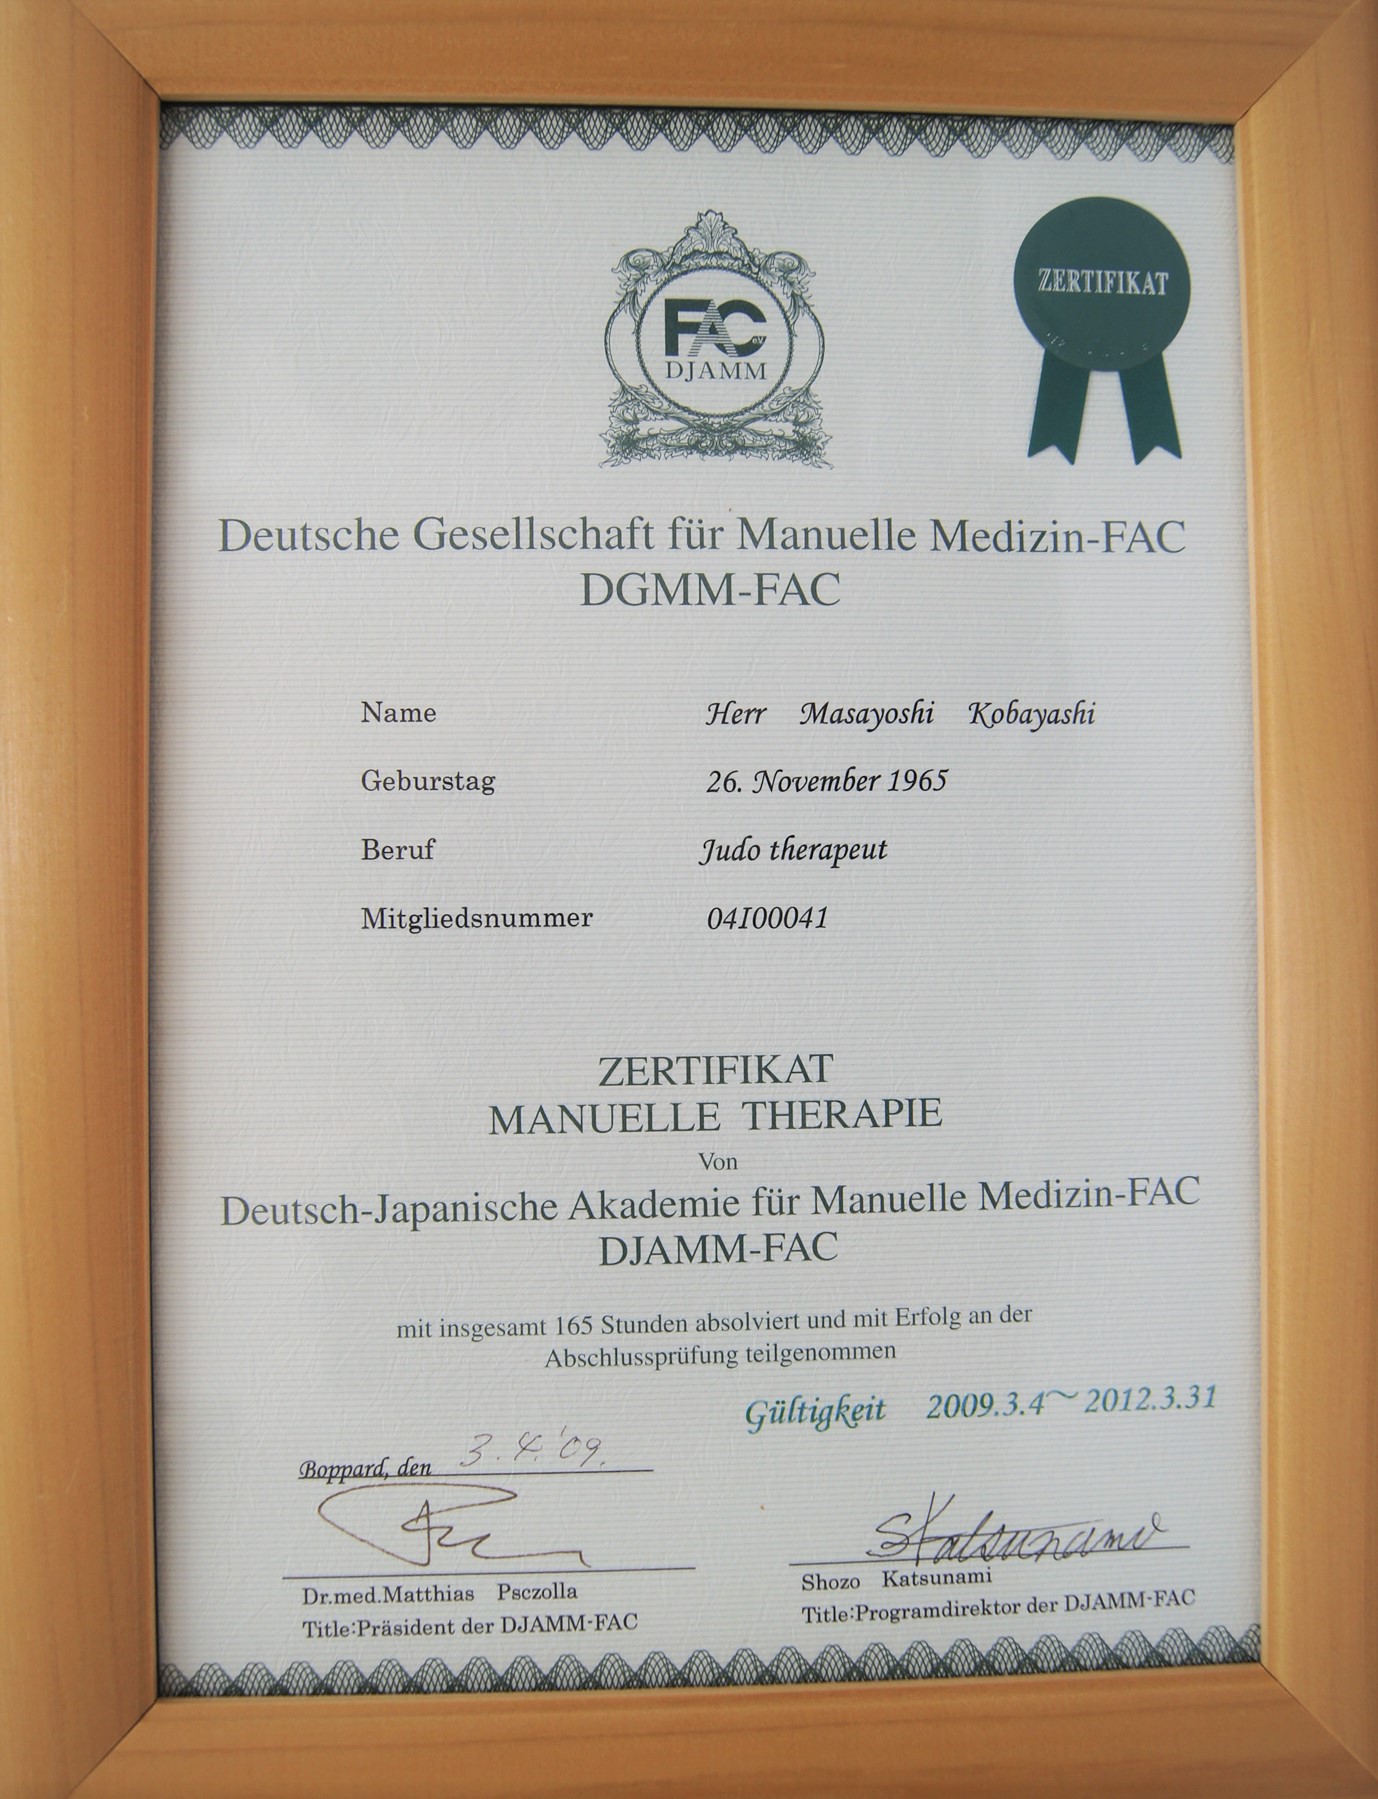 FAC e.V.
DJAMM
ZERTIFIKAT
Deutsche Gesellschaft für Manuelle Medizin-FAC
DGMM-FAC
Name Herr Masayoshi Kobayashi
Geburstag 26. November 1965
Beruf Judo therapeut
Mitgliedsnummer 04I00041
ZERTIFIKAT
MANUELLE THERAPIE
Von
Deutsch-Japanische Akademie für Manuelle Medizin-FAC
DJAMM-FAC
mit insgesamt 165 Stunden absolviert und mit Erfolg an der
Abschlussprüfung teilgenommen
Gültigkeit 2009.3.4～2012.3.31
Boppard, den 3.4.'09.
SKatsunami
Dr.med.Matthias Psczolla
Title:Präsident der DJAMM-FAC
Shozo Katsunami
Title:Programdirektor der DJAMM-FAC